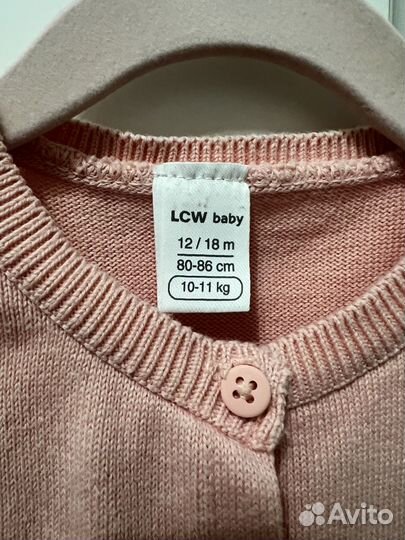 LCW baby
12 / 18 m
80-86 cm
10-11 kg
Avito